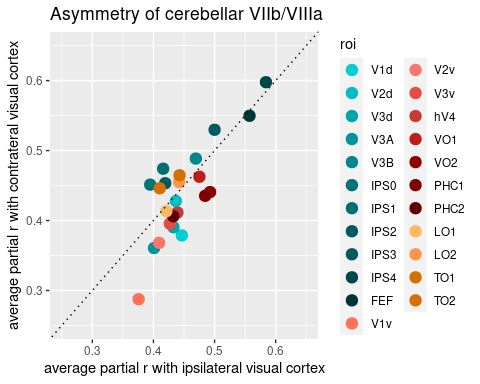 Asymmetry of cerebellar VIIb/VIIIa
average partial r with contrateral visual cortex
0.6
0.5
0.4
0.3
0.3 0.4 0.5 0.6
average partial r with ipsilateral visual cortex
roi
V1d
V2d
V3d
V3A
V3B
IPS0
IPS1
IPS2
IPS3
IPS4
FEF
V1v
V2v
V3v
hV4
VO1
VO2
PHC1
PHC2
LO1
LO2
TO1
TO2